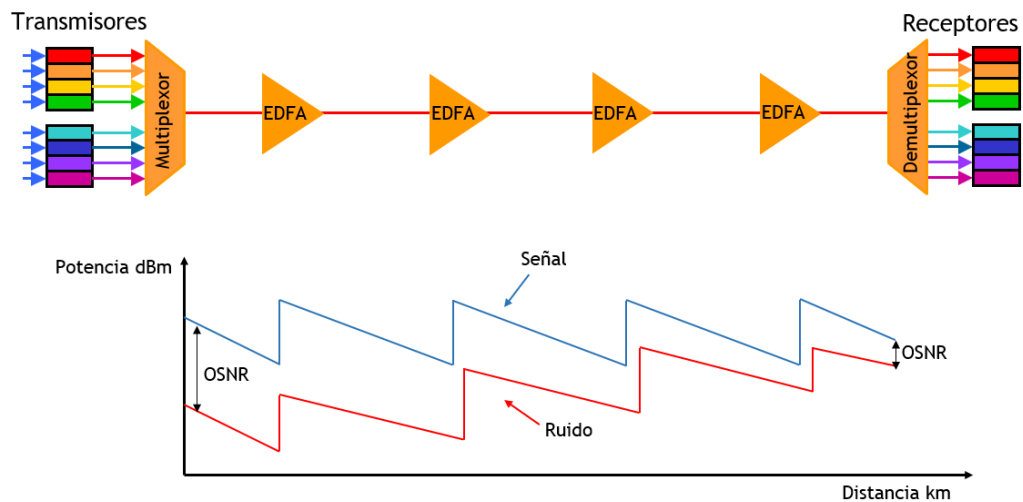 Transmisores
Receptores
Multiplexor
EDFA
EDFA
EDFA
EDFA
Demultiplexor
Potencia dBm
Señal
OSNR
OSNR
Ruido
Distancia km